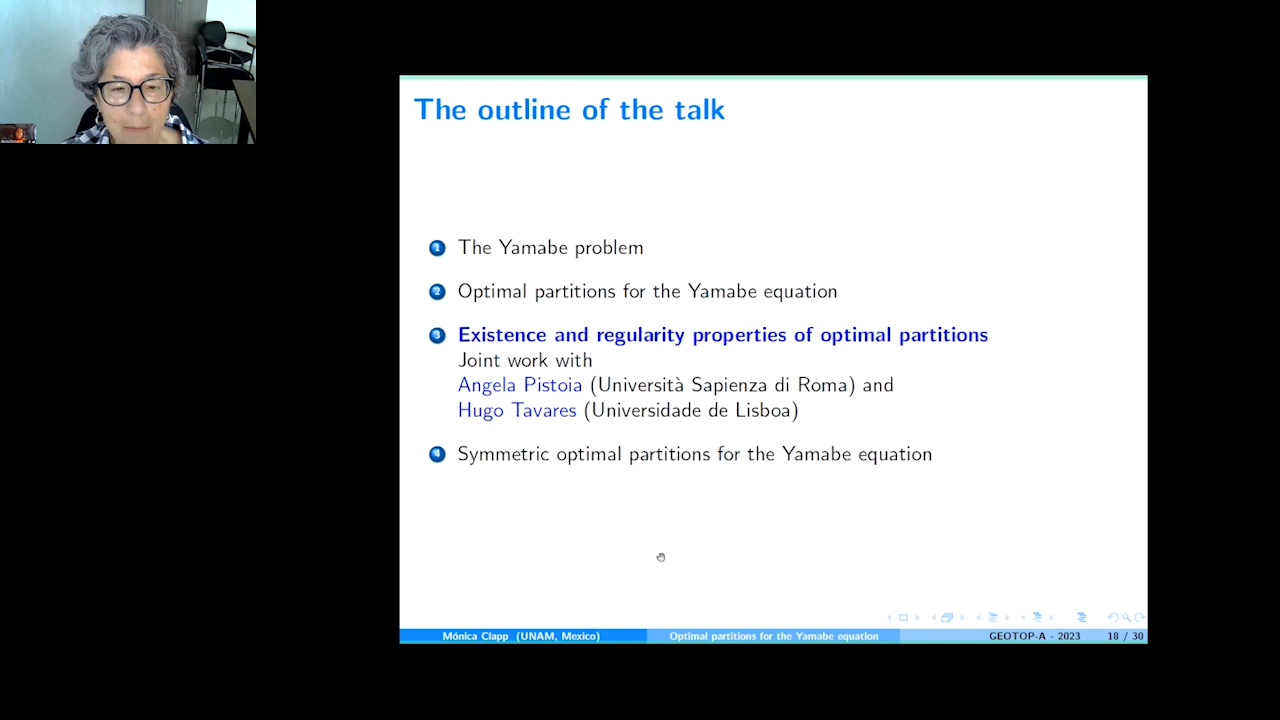 The outline of the talk
1 The Yamabe problem
2 Optimal partitions for the Yamabe equation
3 Existence and regularity properties of optimal partitions
Joint work with
Angela Pistoia (Università Sapienza di Roma) and
Hugo Tavares (Universidade de Lisboa)
4 Symmetric optimal partitions for the Yamabe equation
Mónica Clapp (UNAM, Mexico) Optimal partitions for the Yamabe equation GEOTOP-A - 2023 18 / 30